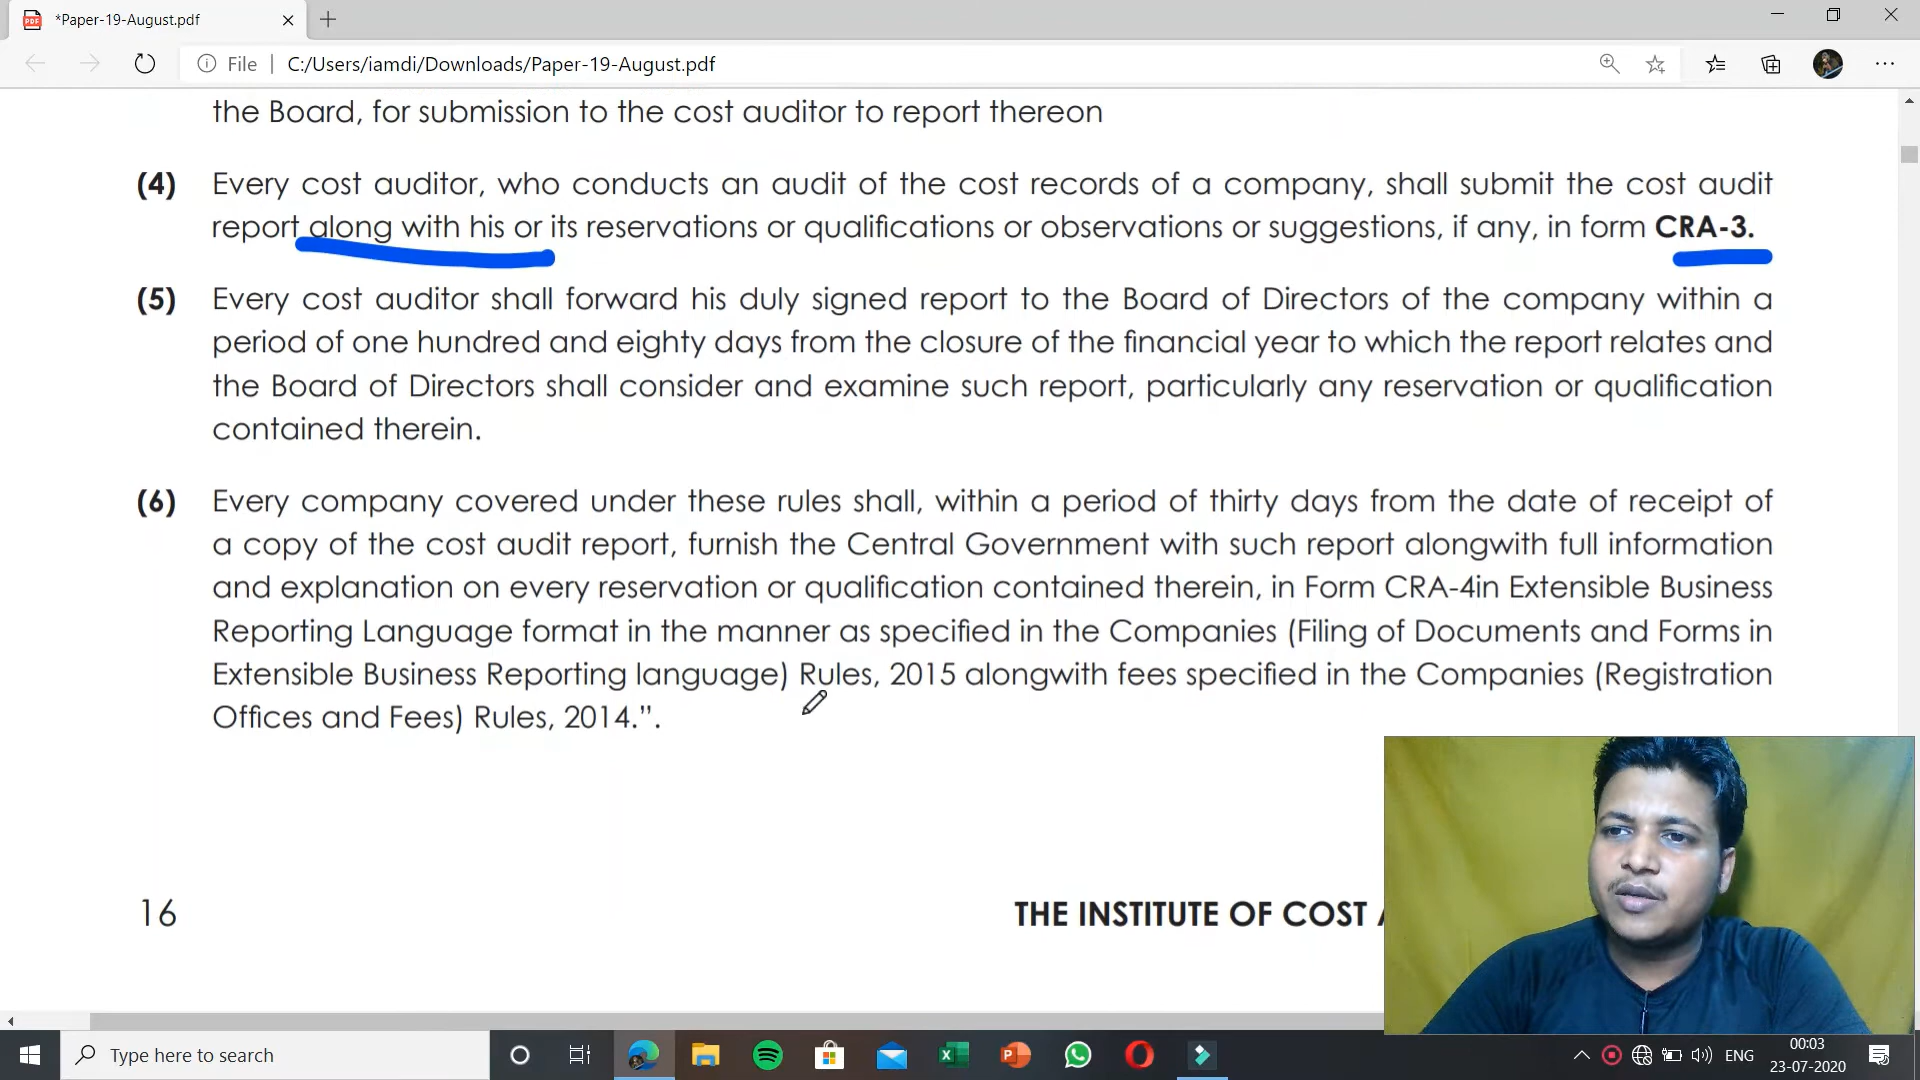 *Paper-19-August.pdf
File
C:/Users/iamdi/Downloads/Paper-19-August.pdf
the Board, for submission to the cost auditor to report thereon
(4) Every cost auditor, who conducts an audit of the cost records of a company, shall submit the cost audit
report along with his or its reservations or qualifications or observations or suggestions, if any, in form CRA-3.
(5) Every cost auditor shall forward his duly signed report to the Board of Directors of the company within a
period of one hundred and eighty days from the closure of the financial year to which the report relates and
the Board of Directors shall consider and examine such report, particularly any reservation or qualification
contained therein.
(6) Every company covered under these rules shall, within a period of thirty days from the date of receipt of
a copy of the cost audit report, furnish the Central Government with such report alongwith full information
and explanation on every reservation or qualification contained therein, in Form CRA-4in Extensible Business
Reporting Language format in the manner as specified in the Companies (Filing of Documents and Forms in
Extensible Business Reporting language) Rules, 2015 alongwith fees specified in the Companies (Registration
Offices and Fees) Rules, 2014.”.
16
THE INSTITUTE OF COST
Type here to search
ENG
00:03
23-07-2020